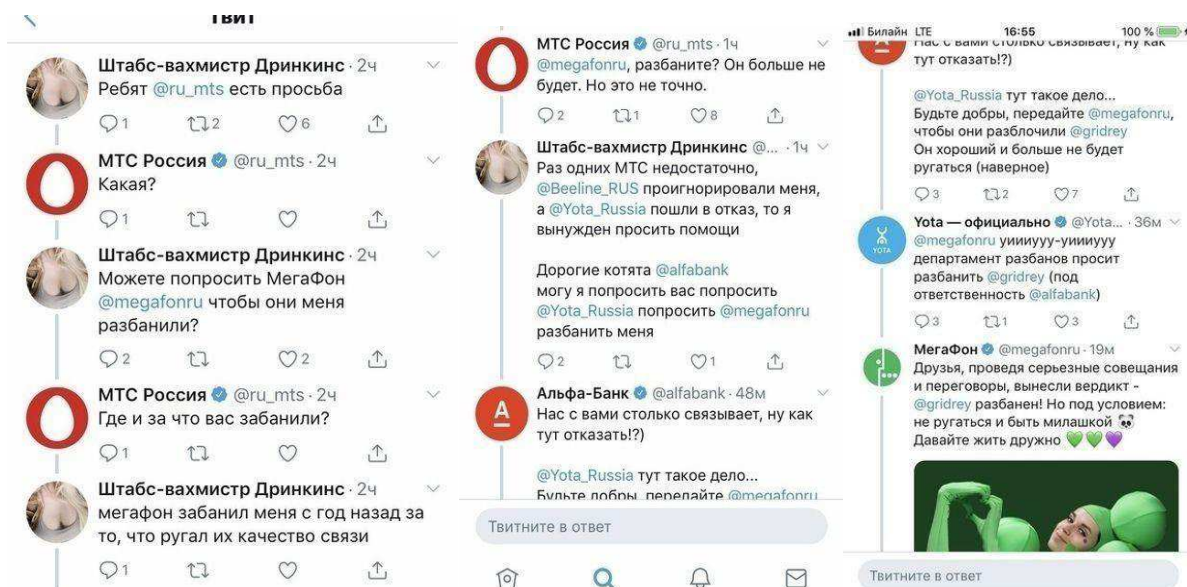 Твит
Штабс-вахмистр Дринкинс · 2ч
Ребят @ru_mts есть просьба
1 2 6
МТС Россия @ru_mts · 2ч
Какая?
1
Штабс-вахмистр Дринкинс · 2ч
Можете попросить МегаФон
@megafonru чтобы они меня
разбанили?
2 2
МТС Россия @ru_mts · 2ч
Где и за что вас забанили?
1
Штабс-вахмистр Дринкинс · 2ч
мегафон забанил меня с год назад за
то, что ругал их качество связи
1
МТС Россия @ru_mts · 1ч
@megafonru, разбаните? Он больше не
будет. Но это не точно.
2 1 8
Штабс-вахмистр Дринкинс @... · 1ч
Раз одних МТС недостаточно,
@Beeline_RUS проигнорировали меня,
а @Yota_Russia пошли в отказ, то я
вынужден просить помощи
Дорогие котята @alfabank
могу я попросить вас попросить
@Yota_Russia попросить @megafonru
разбанить меня
2 1
Альфа-Банк @alfabank · 48м
Нас с вами столько связывает, ну как
тут отказать!?)
@Yota_Russia тут такое дело...
Будьте добры, передайте @megafonru
Твитните в ответ
Билайн LTE 16:55 100 %
Нас с вами столько связывает, ну как
тут отказать!?)
@Yota_Russia тут такое дело...
Будьте добры, передайте @megafonru,
чтобы они разблочили @gridrey
Он хороший и больше не будет
ругаться (наверное)
3 2 7
Yota — официально @Yota... · 36м
@megafonru уиииууу-уиииууу
департамент разбанов просит
разбанить @gridrey (под
ответственность @alfabank)
3 1 3
МегаФон @megafonru · 19м
Друзья, проведя серьезные совещания
и переговоры, вынесли вердикт -
@gridrey разбанен! Но под условием:
не ругаться и быть милашкой 🐼
Давайте жить дружно 💚💚💜
Твитните в ответ